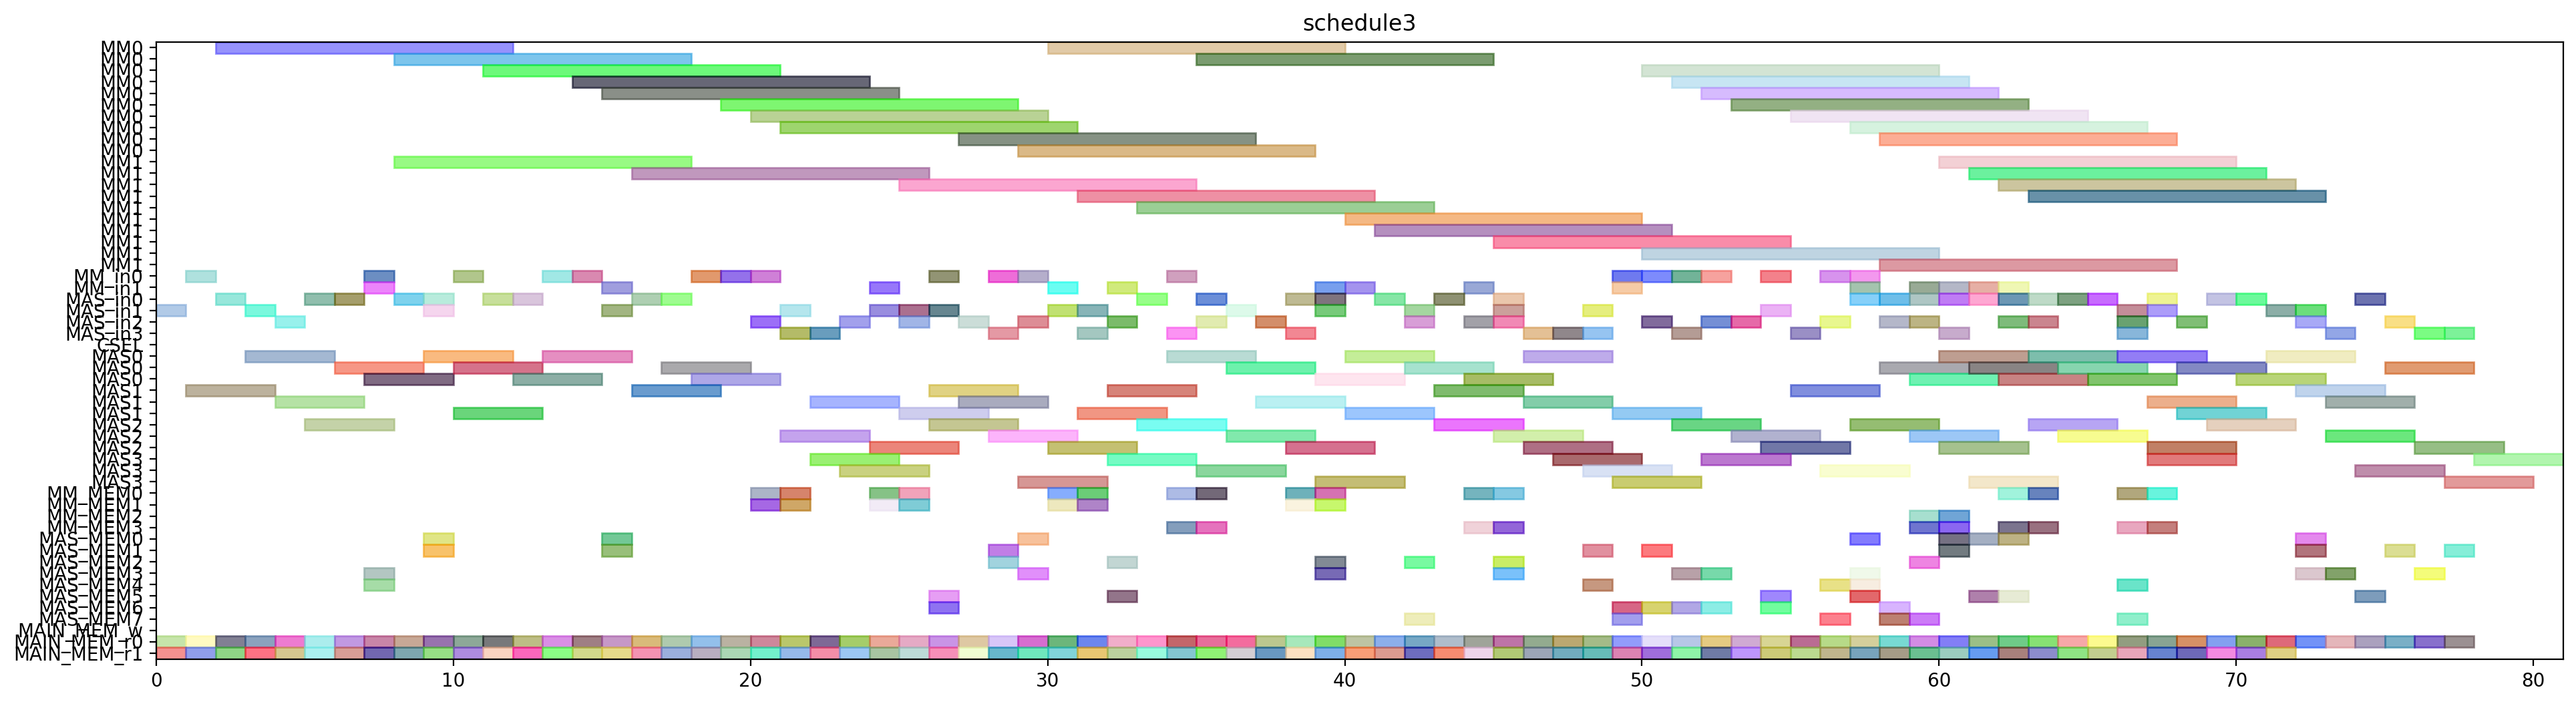 schedule3
MM0
MM0
MM0
MM0
MM0
MM0
MM0
MM0
MM0
MM0
MM1
MM1
MM1
MM1
MM1
MM1
MM1
MM1
MM1
MM1
MM_in0
MM_in1
MAS_in0
MAS_in1
MAS_in2
MAS_in3
CSEL
MAS0
MAS0
MAS0
MAS1
MAS1
MAS1
MAS2
MAS2
MAS2
MAS3
MAS3
MAS3
MM_MEM0
MM_MEM1
MM_MEM2
MM_MEM3
MAS_MEM0
MAS_MEM1
MAS_MEM2
MAS_MEM3
MAS_MEM4
MAS_MEM5
MAS_MEM6
MAS_MEM7
MAIN_MEM_w
MAIN_MEM_r0
MAIN_MEM_r1
0 10 20 30 40 50 60 70 80